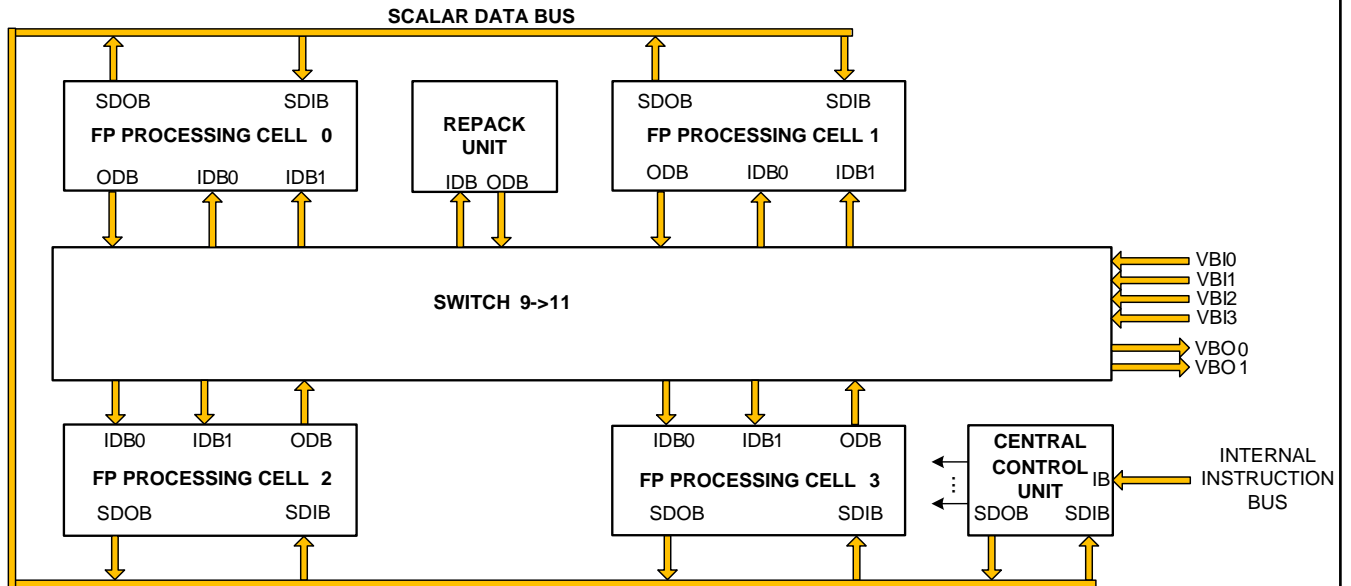 SCALAR DATA BUS
SDOB SDIB
FP PROCESSING CELL 0
ODB IDB0 IDB1
REPACK
UNIT
IDB ODB
SDOB SDIB
FP PROCESSING CELL 1
ODB IDB0 IDB1
SWITCH 9->11
VBI0
VBI1
VBI2
VBI3
VBO0
VBO1
IDB0 IDB1 ODB
FP PROCESSING CELL 2
SDOB SDIB
IDB0 IDB1 ODB
FP PROCESSING CELL 3
SDOB SDIB
...
CENTRAL
CONTROL
UNIT
IB
SDOB SDIB
INTERNAL
INSTRUCTION
BUS